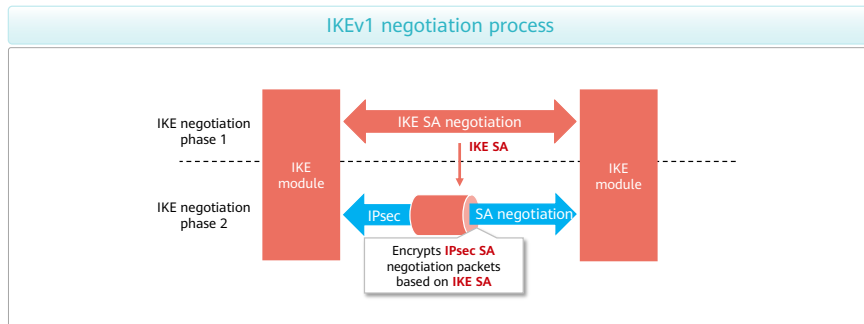 IKEv1 negotiation process
IKE negotiation
phase 1
IKE SA negotiation
IKE SA
IKE
module
IKE
module
IKE negotiation
phase 2
IPsec
SA negotiation
Encrypts IPsec SA
negotiation packets
based on IKE SA